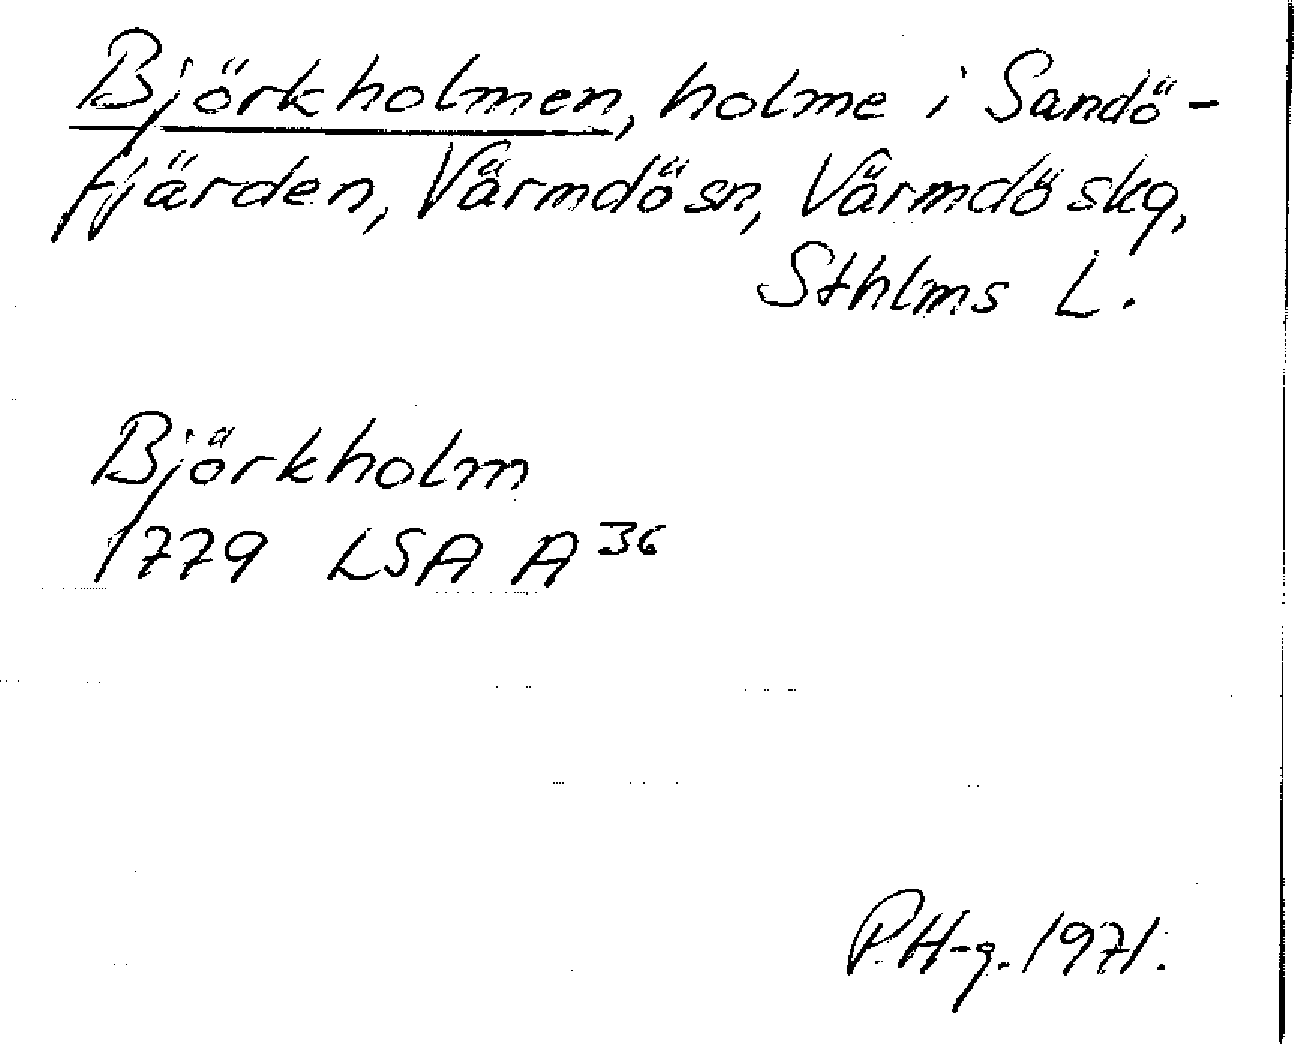 Björkholmen, holme i Sandö-
fjärden, Värmdö sn, Värmdö skg,
Sthlms L.
Björkholm
1779 LSA A 36
P.H-g. 1971.